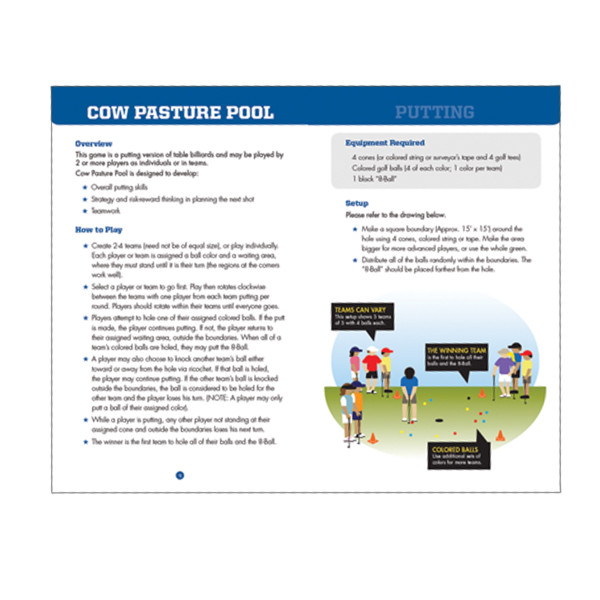 COW PASTURE POOL
Overview
This game is a putting version of table billiards and may be played by
2 or more players as individuals or in teams.
Cow Pasture Pool is designed to develop:
★ Overall putting skills
★ Strategy and risk-reward thinking in planning the next shot
★ Teamwork
How to Play
★ Create 2-4 teams (need not be of equal size), or play individually.
Each player or team is assigned a ball color and a waiting area,
where they must stand until it is their turn (the regions at the corners
work well).
★ Select a player or team to go first. Play then rotates clockwise
between the teams with one player from each team putting per
round. Players should rotate within their teams until everyone goes.
★ Players attempt to hole one of their assigned colored balls. If the putt
is made, the player continues putting. If not, the player returns to
their assigned waiting area, outside the boundaries. When all of a
team's colored balls are holed, they may putt the 8-Ball.
★ A player may also choose to knock another team's ball either
toward or away from the hole via ricochet. If that ball is holed,
the player may continue putting. If the other team's ball is knocked
outside the boundaries, the ball is considered to be holed for the
other team and the player loses his turn. (NOTE: A player may only
putt a ball of their assigned color).
★ While a player is putting, any other player not standing at their
assigned cone and outside the boundaries loses his next turn.
★ The winner is the first team to hole all of their balls and the 8-Ball.
PUTTING
Equipment Required
4 cones (or colored string or surveyor's tape and 4 golf tees)
Colored golf balls (4 of each color; 1 color per team)
1 black "8-Ball"
Setup
Please refer to the drawing below.
★ Make a square boundary (Approx. 15' x 15') around the
hole using 4 cones, colored string or tape. Make the area
bigger for more advanced players, or use the whole green.
★ Distribute all of the balls randomly within the boundaries. The
"8-Ball" should be placed farthest from the hole.
TEAMS CAN VARY
This setup shows 3 teams
of 3 with 4 balls each.
THE WINNING TEAM
is the first to hole all their
balls and the 8-Ball.
COLORED BALLS
Use additional sets of
colors for more teams.